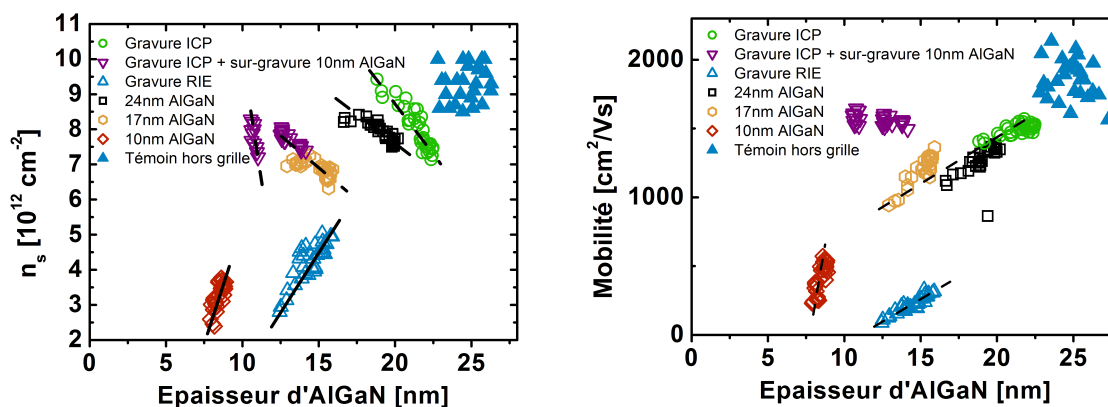 11
10
9
8
7
6
5
4
3
2
0 5 10 15 20 25
n_s [10^12 cm^-2]
Epaisseur d'AlGaN [nm]
Gravure ICP
Gravure ICP + sur-gravure 10nm AlGaN
Gravure RIE
24nm AlGaN
17nm AlGaN
10nm AlGaN
Témoin hors grille
2000
1000
0
0 5 10 15 20 25
Mobilité [cm²/Vs]
Epaisseur d'AlGaN [nm]
Gravure ICP
Gravure ICP + sur-gravure 10nm AlGaN
Gravure RIE
24nm AlGaN
17nm AlGaN
10nm AlGaN
Témoin hors grille